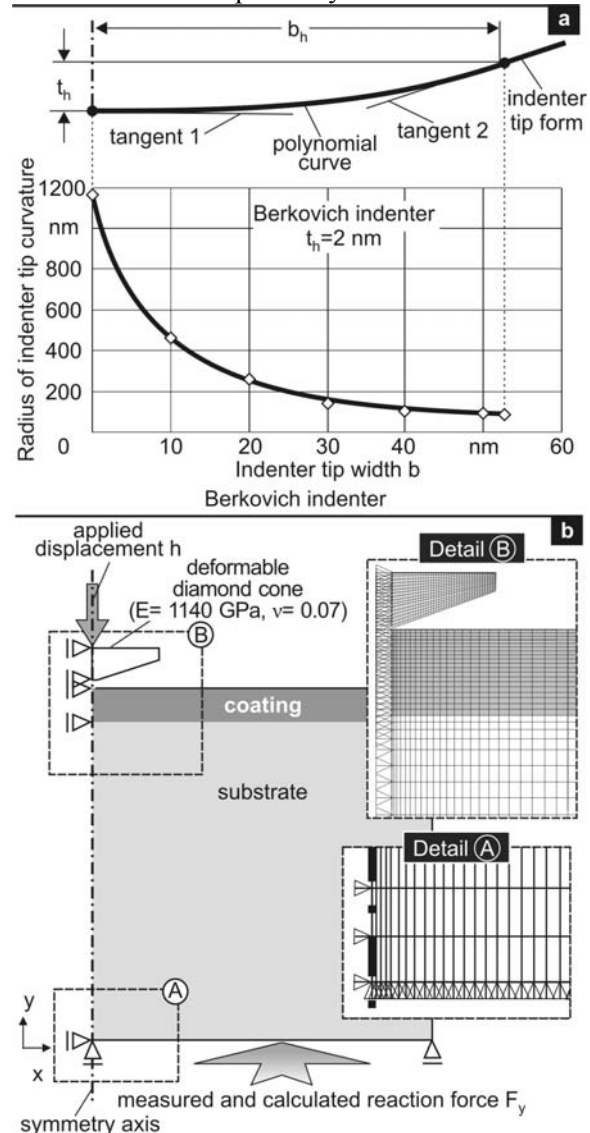 a
b_h
t_h
indenter
tip form
tangent 1
tangent 2
polynomial
curve
Radius of indenter tip curvature
1200
nm
800
600
400
200
0
Berkovich indenter
t_h=2 nm
10
20
30
40
nm
60
Indenter tip width b
Berkovich indenter
b
applied
displacement h
deformable
diamond cone
(E= 1140 GPa, ν= 0.07)
B
Detail B
coating
substrate
Detail A
A
y
x
measured and calculated reaction force F_y
symmetry axis